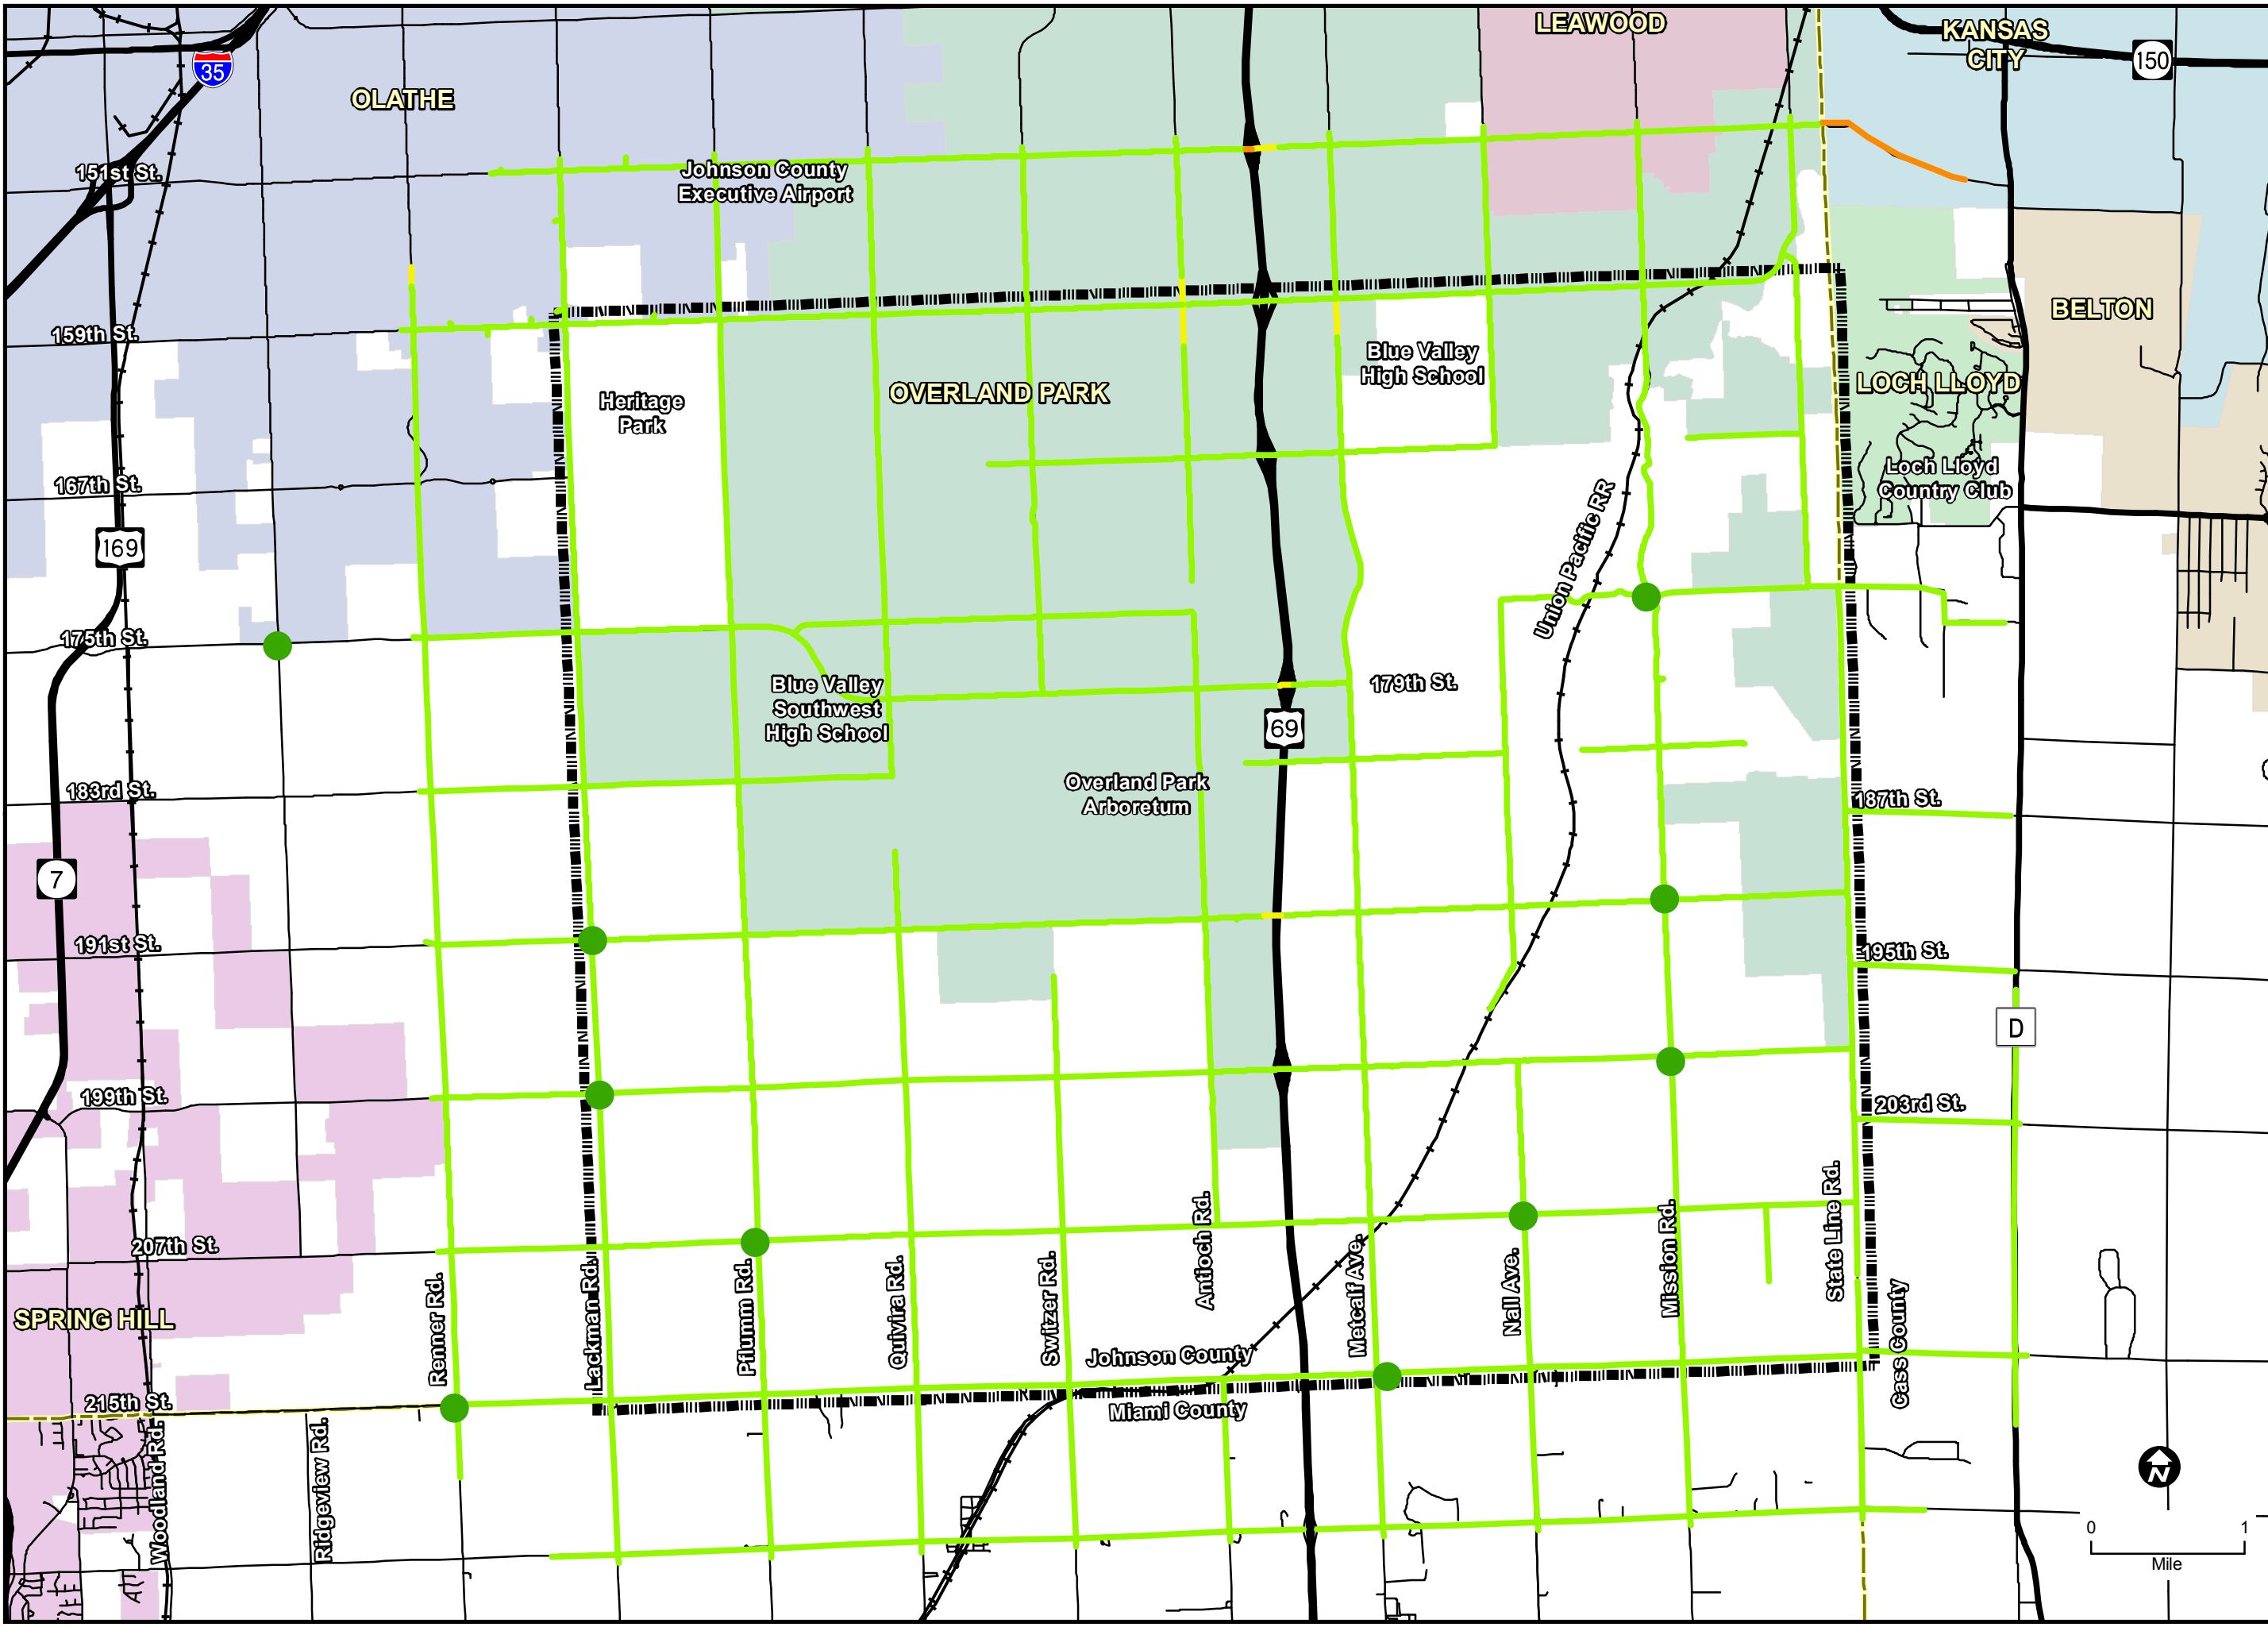 LEAWOOD
KANSAS
CITY
150
35
OLATHE
151st St.
Johnson County
Executive Airport
BELTON
159th St.
Blue Valley
High School
LOCH LLOYD
OVERLAND PARK
Heritage
Park
Loch Lloyd
Country Club
167th St.
169
Union Pacific RR
175th St.
Blue Valley
Southwest
High School
179th St.
69
Overland Park
Arboretum
183rd St.
187th St.
7
191st St.
195th St.
D
199th St.
203rd St.
207th St.
SPRING HILL
Renner Rd.
Lackman Rd.
Pflumm Rd.
Quivira Rd.
Switzer Rd.
Antioch Rd.
Metcalf Ave.
Nall Ave.
Mission Rd.
State Line Rd.
Cass County
Johnson County
Miami County
215th St.
Woodland Rd.
Ridgeview Rd.
N
0 1
Mile